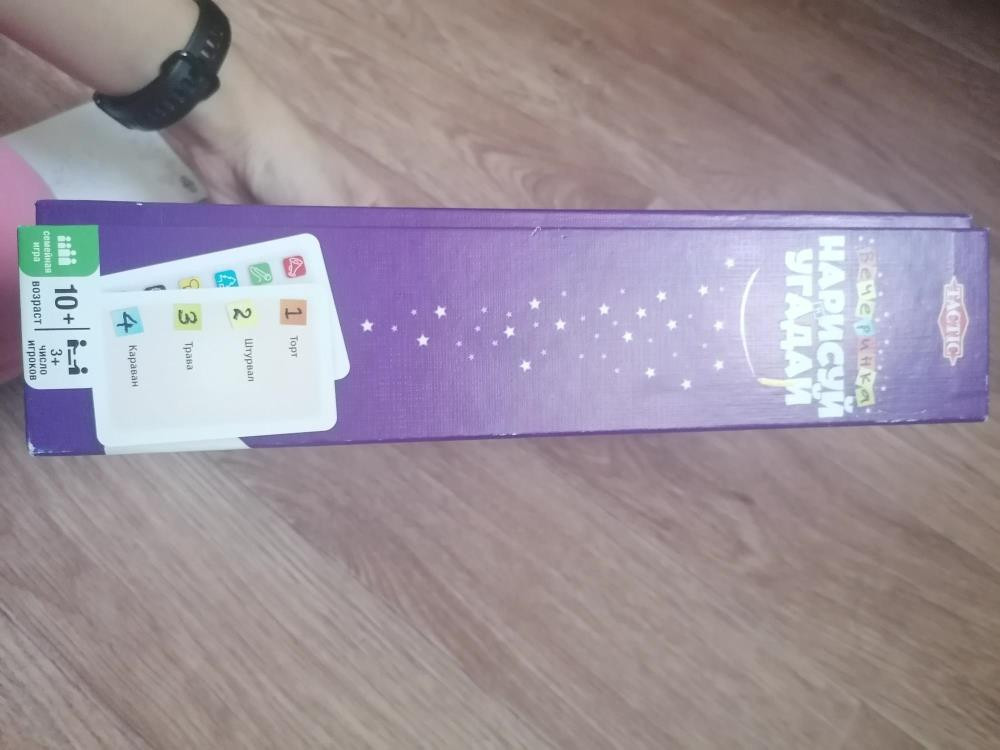 TACTIC
Вечеринка
НАРИСУЙ
И
УГАДАЙ
1 Торт
2 Штурвал
3 Трава
4 Караван
семейная
игра
10+
возраст
3+
число
игроков